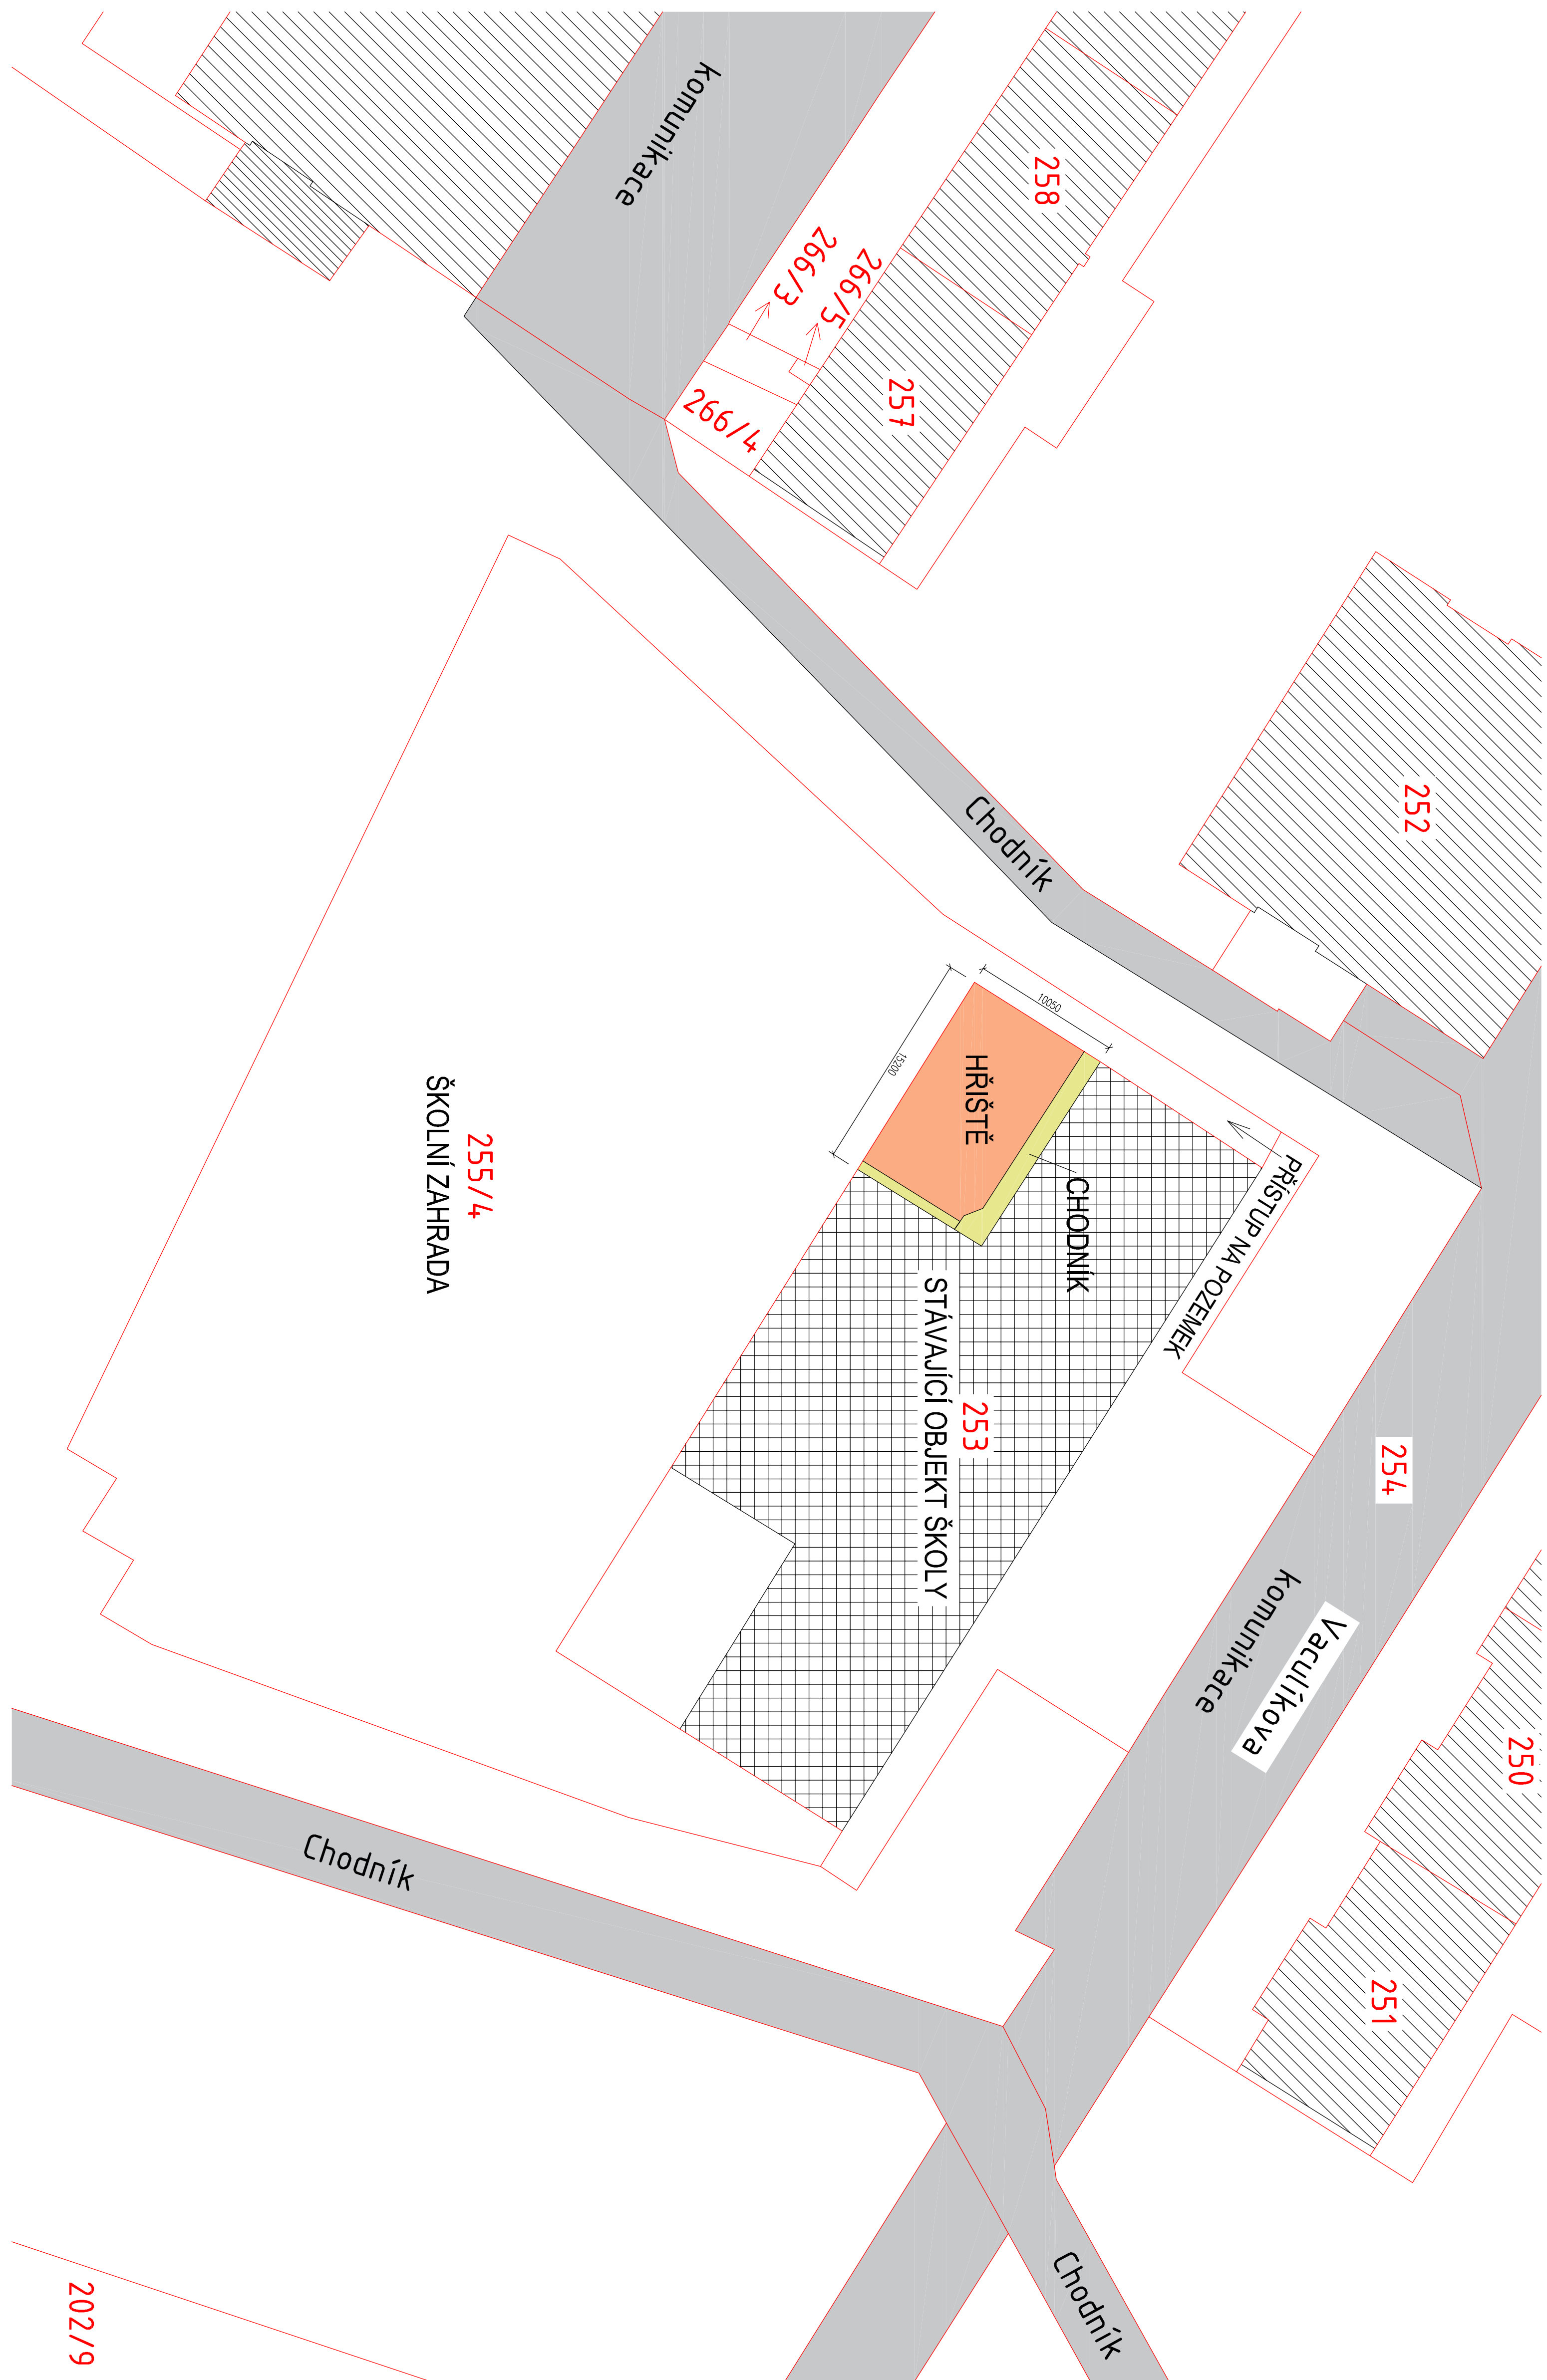 komunikace
258
266/3
266/5
257
266/4
252
Chodník
10050
15200
HŘIŠTĚ
CHODNÍK
PŘÍSTUP NA POZEMEK
255/4
ŠKOLNÍ ZAHRADA
253
STÁVAJÍCÍ OBJEKT ŠKOLY
254
komunikace
Vaculíkova
250
251
Chodník
Chodník
202/9